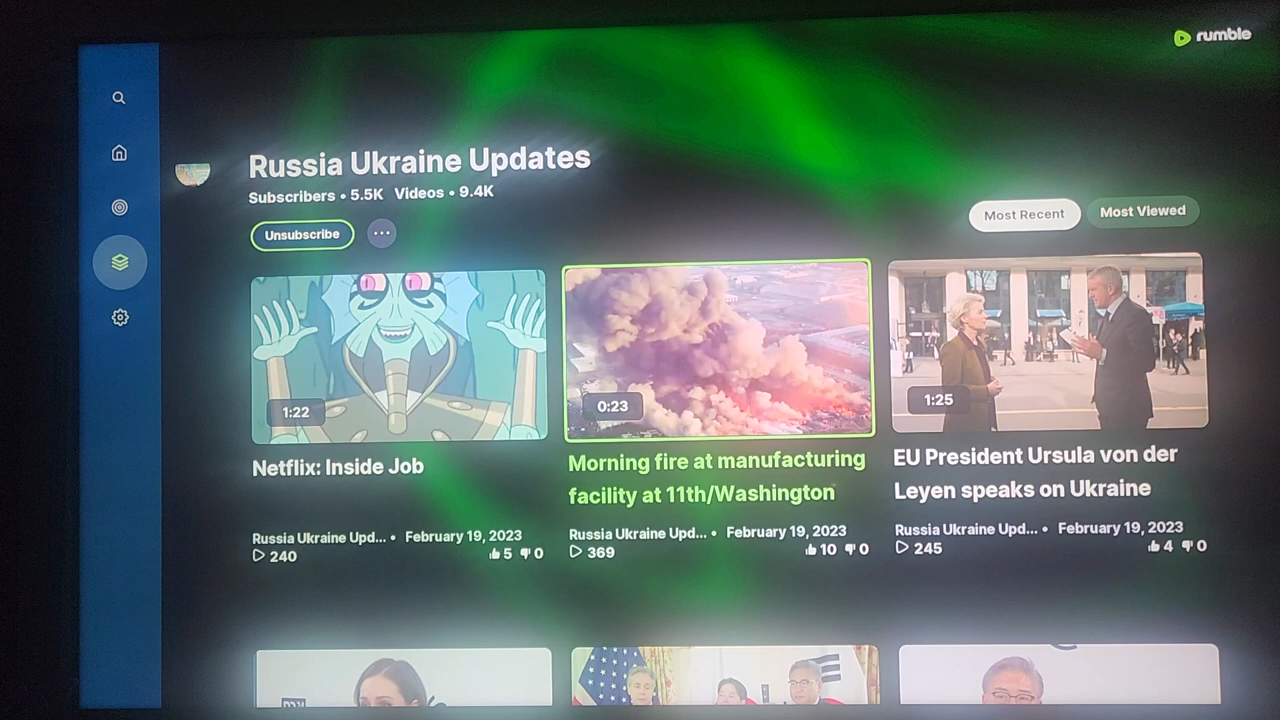 rumble
Russia Ukraine Updates
Subscribers • 5.5K Videos • 9.4K
Unsubscribe
Most Recent
Most Viewed
1:22
Netflix: Inside Job
Russia Ukraine Upd... • February 19, 2023
240
5 0
0:23
Morning fire at manufacturing
facility at 11th/Washington
Russia Ukraine Upd... • February 19, 2023
369
10 0
1:25
EU President Ursula von der
Leyen speaks on Ukraine
Russia Ukraine Upd... • February 19, 2023
245
4 0